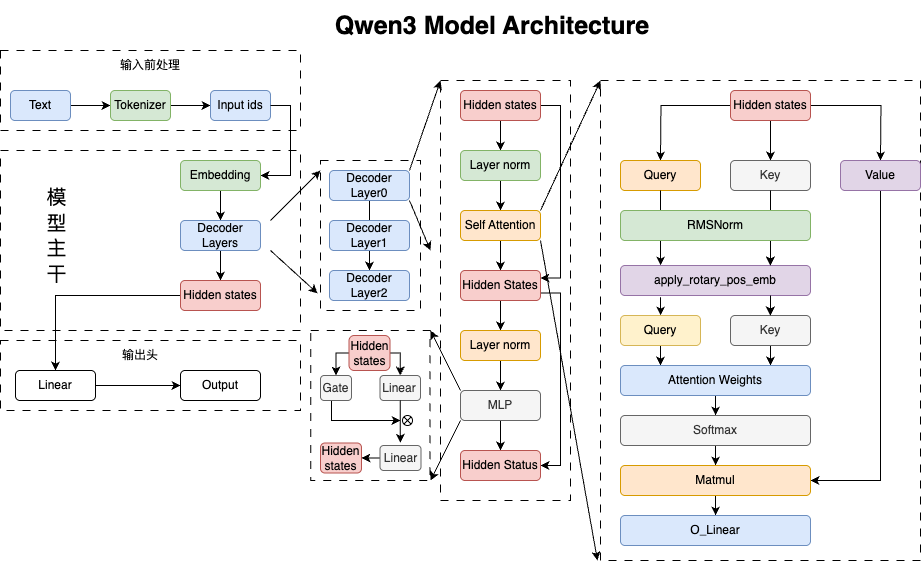 Qwen3 Model Architecture
输入前处理
Text
Tokenizer
Input ids
模
型
主
干
Embedding
Decoder
Layers
Hidden states
输出头
Linear
Output
Decoder
Layer0
Decoder
Layer1
Decoder
Layer2
Hidden
states
Gate
Linear
Hidden
states
Linear
Hidden states
Layer norm
Self Attention
Hidden States
Layer norm
MLP
Hidden Status
Hidden states
Query
Key
Value
RMSNorm
apply_rotary_pos_emb
Query
Key
Attention Weights
Softmax
Matmul
O_Linear